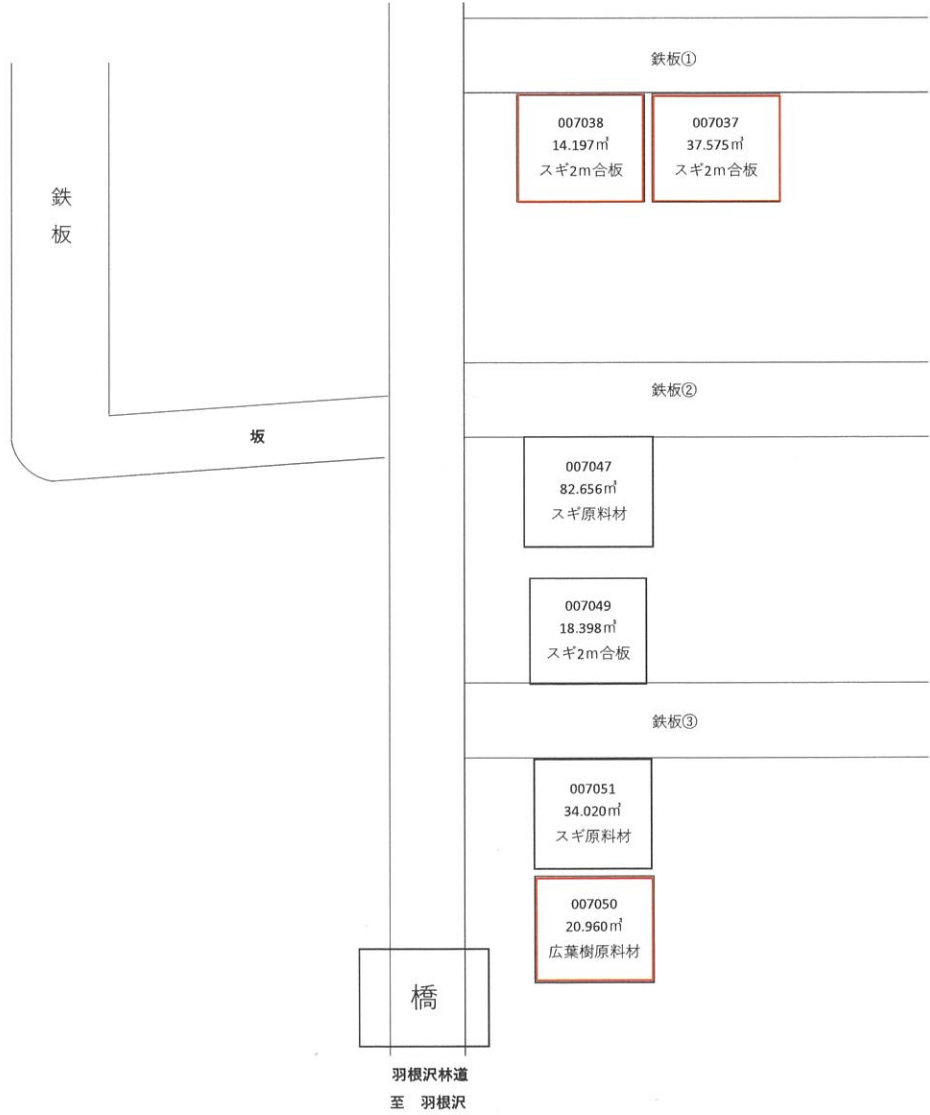 鉄板①
007038
14.197㎥
スギ2m合板
007037
37.575㎥
スギ2m合板
鉄
板
鉄板②
坂
007047
82.656㎥
スギ原料材
007049
18.398㎥
スギ2m合板
鉄板③
007051
34.020㎥
スギ原料材
007050
20.960㎥
広葉樹原料材
橋
羽根沢林道
至 羽根沢